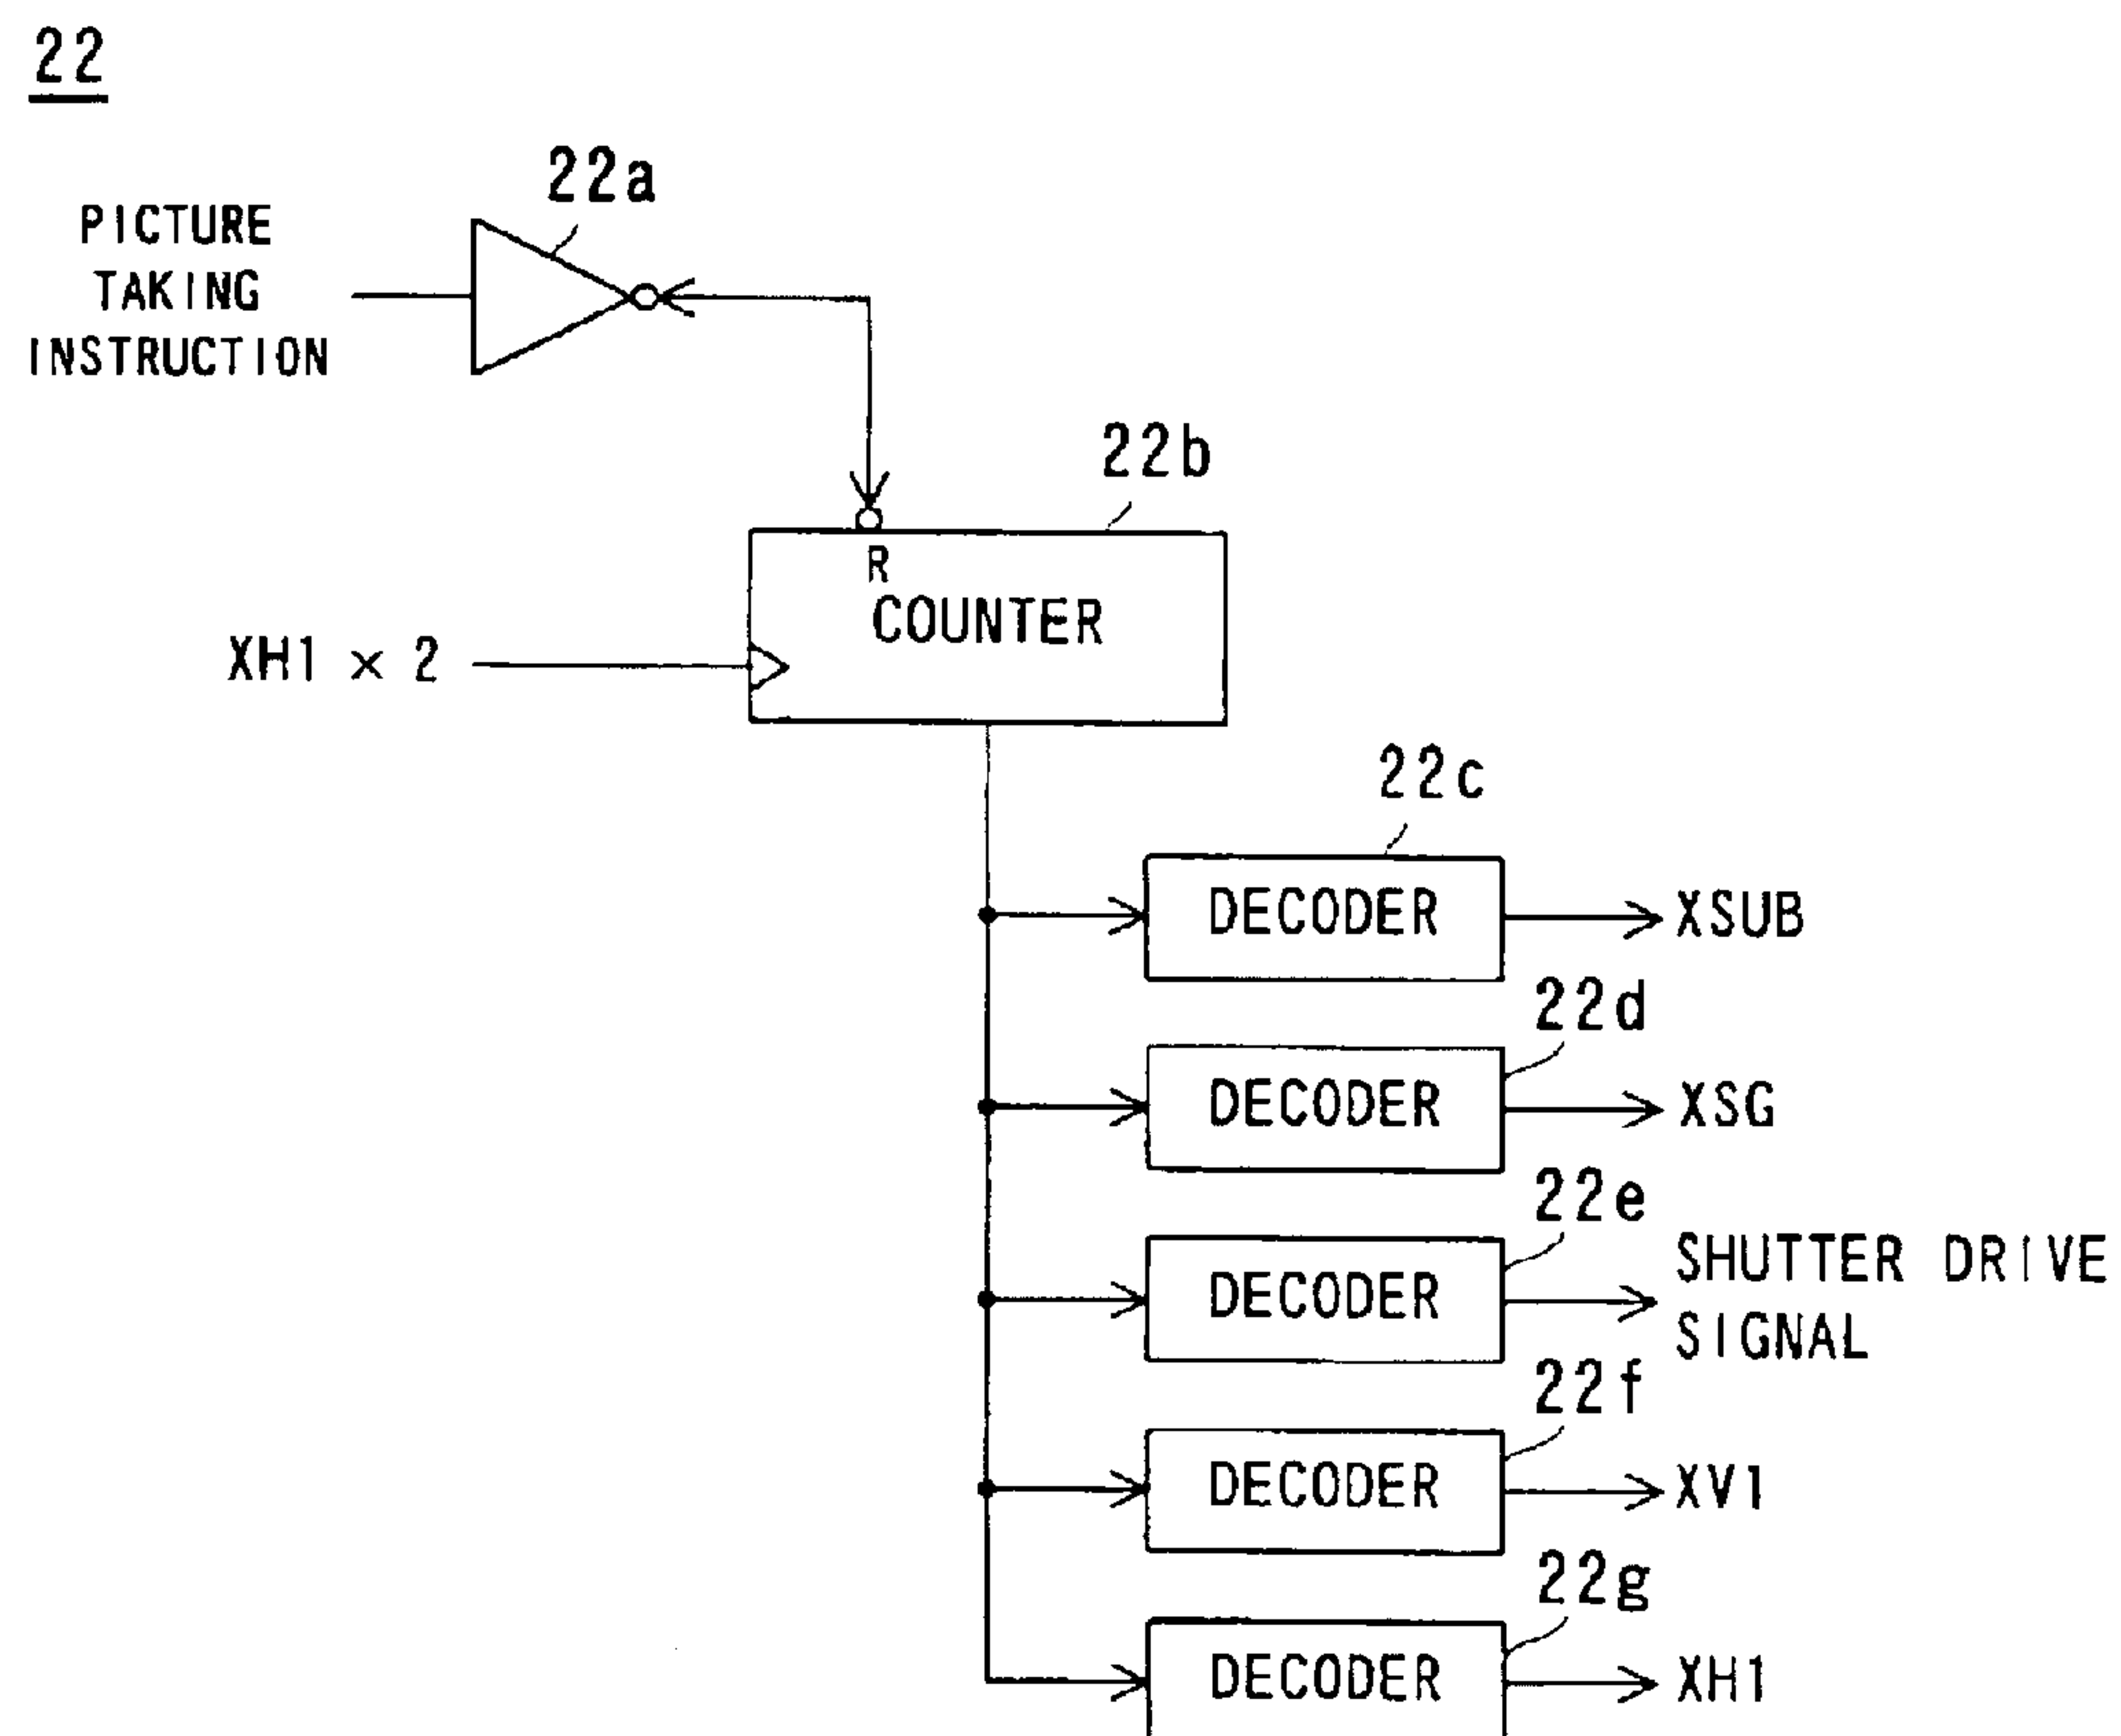 22
22a
PICTURE
TAKING
INSTRUCTION
22b
R
COUNTER
XH1 × 2
22c
DECODER
XSUB
22d
DECODER
XSG
22e
DECODER
SHUTTER DRIVE
SIGNAL
22f
DECODER
XV1
22g
DECODER
XH1